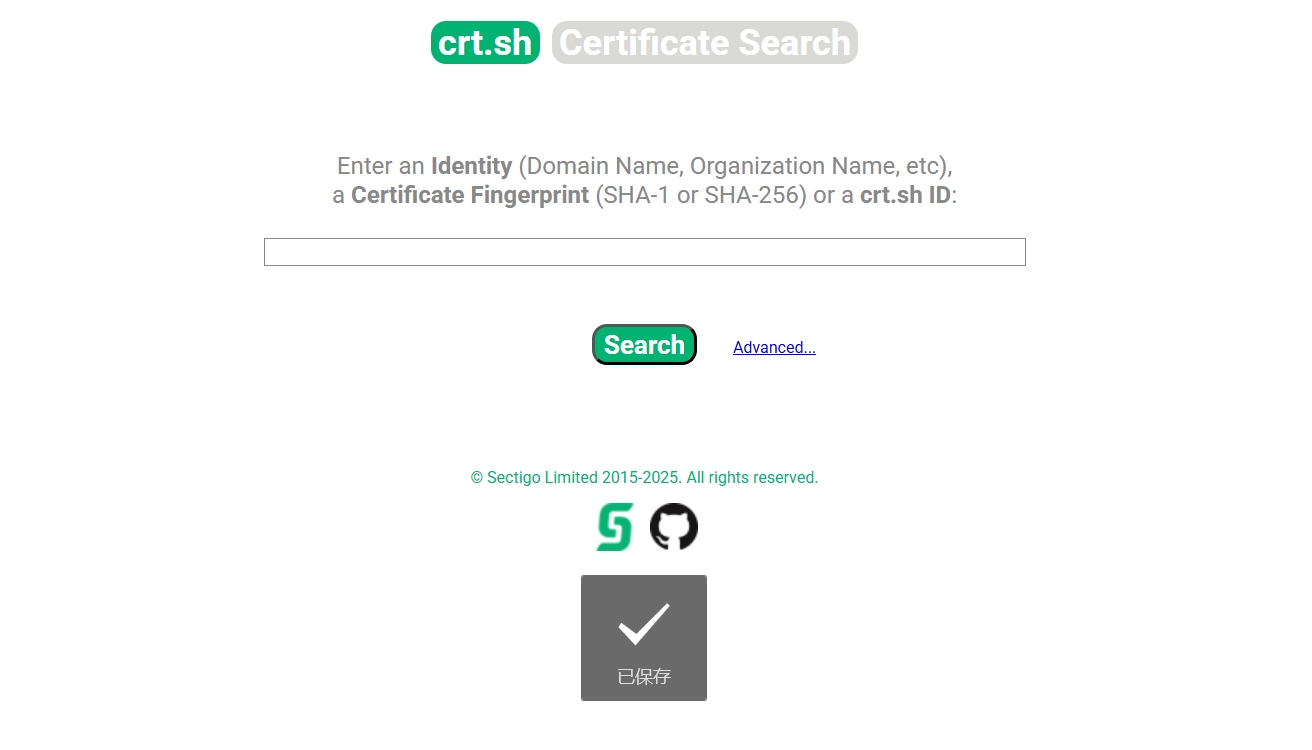 crt.sh Certificate Search
Enter an Identity (Domain Name, Organization Name, etc),
a Certificate Fingerprint (SHA-1 or SHA-256) or a crt.sh ID:
Search Advanced...
© Sectigo Limited 2015-2025. All rights reserved.
已保存